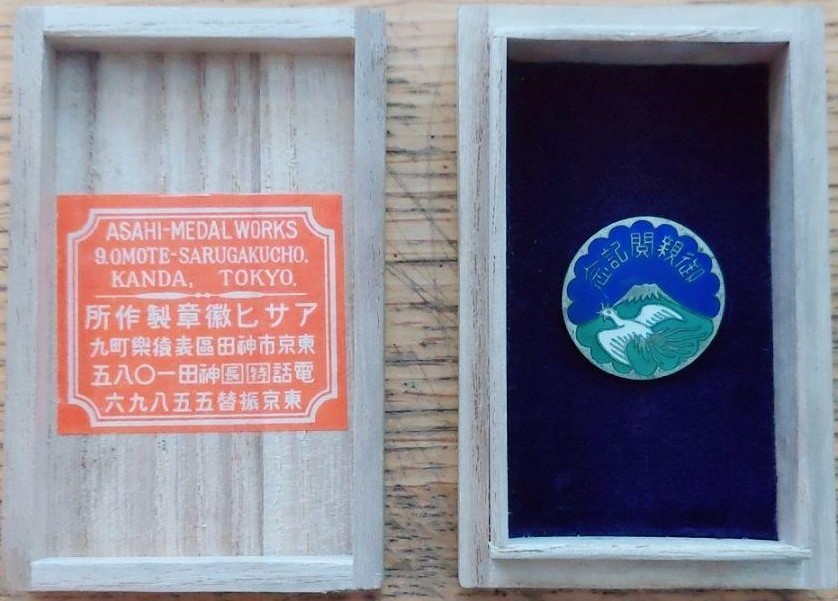 ASAHI-MEDAL WORKS
9.OMOTE-SARUGAKUCHO.
KANDA, TOKYO.
アサヒ徽章製作所
東京市神田區表猿樂町九
電話特長神田一〇八五
東京振替五五八九六
御親閲記念